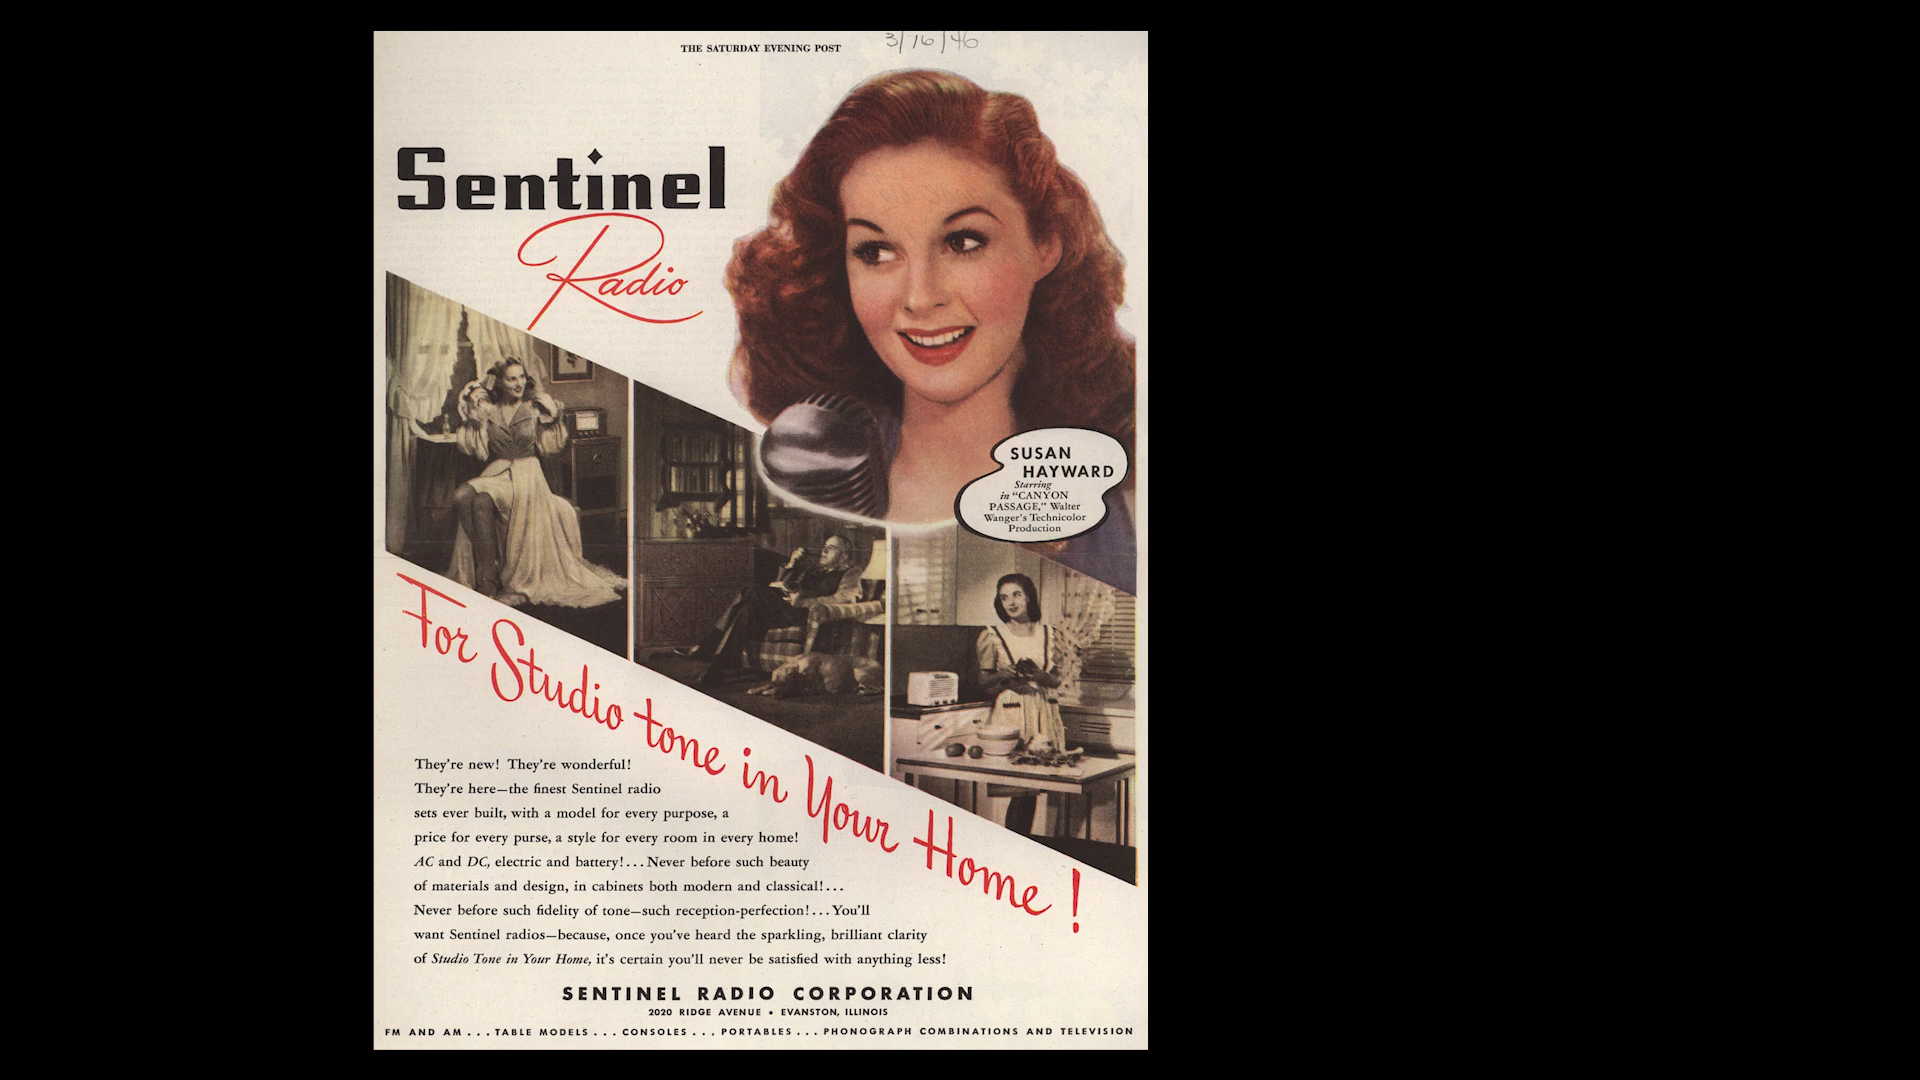 THE SATURDAY EVENING POST
3/16/46
Sentinel
Radio
SUSAN
HAYWARD
Starring
in “CANYON
PASSAGE,” Walter
Wanger's Technicolor
Production
For Studio tone in Your Home!
They're new! They're wonderful!
They're here—the finest Sentinel radio
sets ever built, with a model for every purpose, a
price for every purse, a style for every room in every home!
AC and DC, electric and battery!...Never before such beauty
of materials and design, in cabinets both modern and classical!...
Never before such fidelity of tone—such reception-perfection!...You'll
want Sentinel radios—because, once you've heard the sparkling, brilliant clarity
of Studio Tone in Your Home, it's certain you'll never be satisfied with anything less!
SENTINEL RADIO CORPORATION
2020 RIDGE AVENUE • EVANSTON, ILLINOIS
FM AND AM...TABLE MODELS...CONSOLES...PORTABLES...PHONOGRAPH COMBINATIONS AND TELEVISION